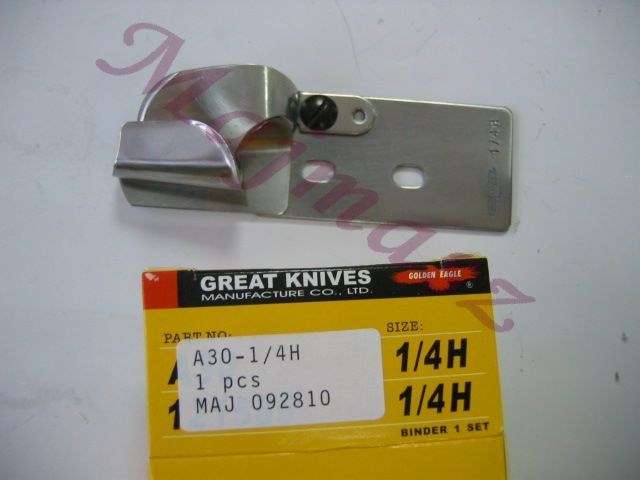 1/4H
Mojmasz
GREAT KNIVES
MANUFACTURE CO., LTD.
GOLDEN EAGLE
®
PART NO:
SIZE:
A30-1/4H
1 pcs
MAJ 092810
1/4H
1/4H
BINDER 1 SET